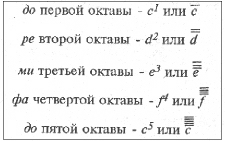 до первой октавы - c¹ или c̅
ре второй октавы - d² или d̿
ми третьей октавы - e³ или e̿̅
фа четвертой октавы - f⁴ или f̿̿
до пятой октавы - c⁵ или c̿̿̅